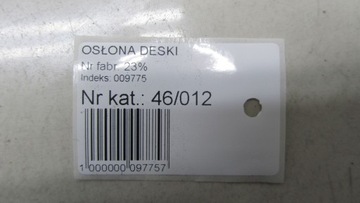 OSŁONA DESKI
Nr fabr. 23%
Indeks: 009775
Nr kat.: 46/012
1 000000 097757